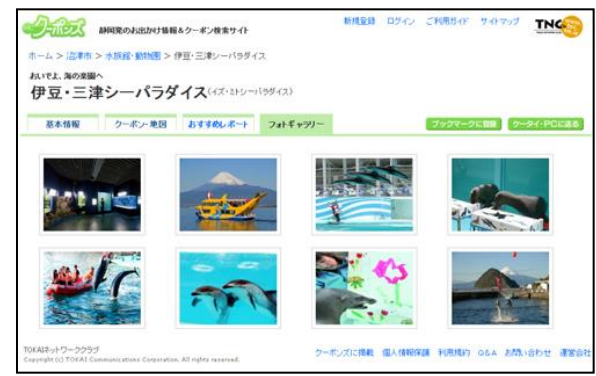 クーポンズ 静岡発のお出かけ情報&クーポン検索サイト
新規登録 ログイン ご利用ガイド サイトマップ TNC
ホーム > 沼津市 > 水族館・動物園 > 伊豆・三津シーパラダイス
おいでよ、海の楽園へ
伊豆・三津シーパラダイス(イズ・ミトシーパラダイス)
基本情報 クーポン・地図 おすすめレポート フォトギャラリー ブックマークに登録 ケータイ・PCに送る
TOKAIネットワーククラブ
Copyright (c) TOKAI Communications Corporation. All rights reserved.
クーポンズに掲載 個人情報保護 利用規約 Q&A お問い合わせ 運営会社